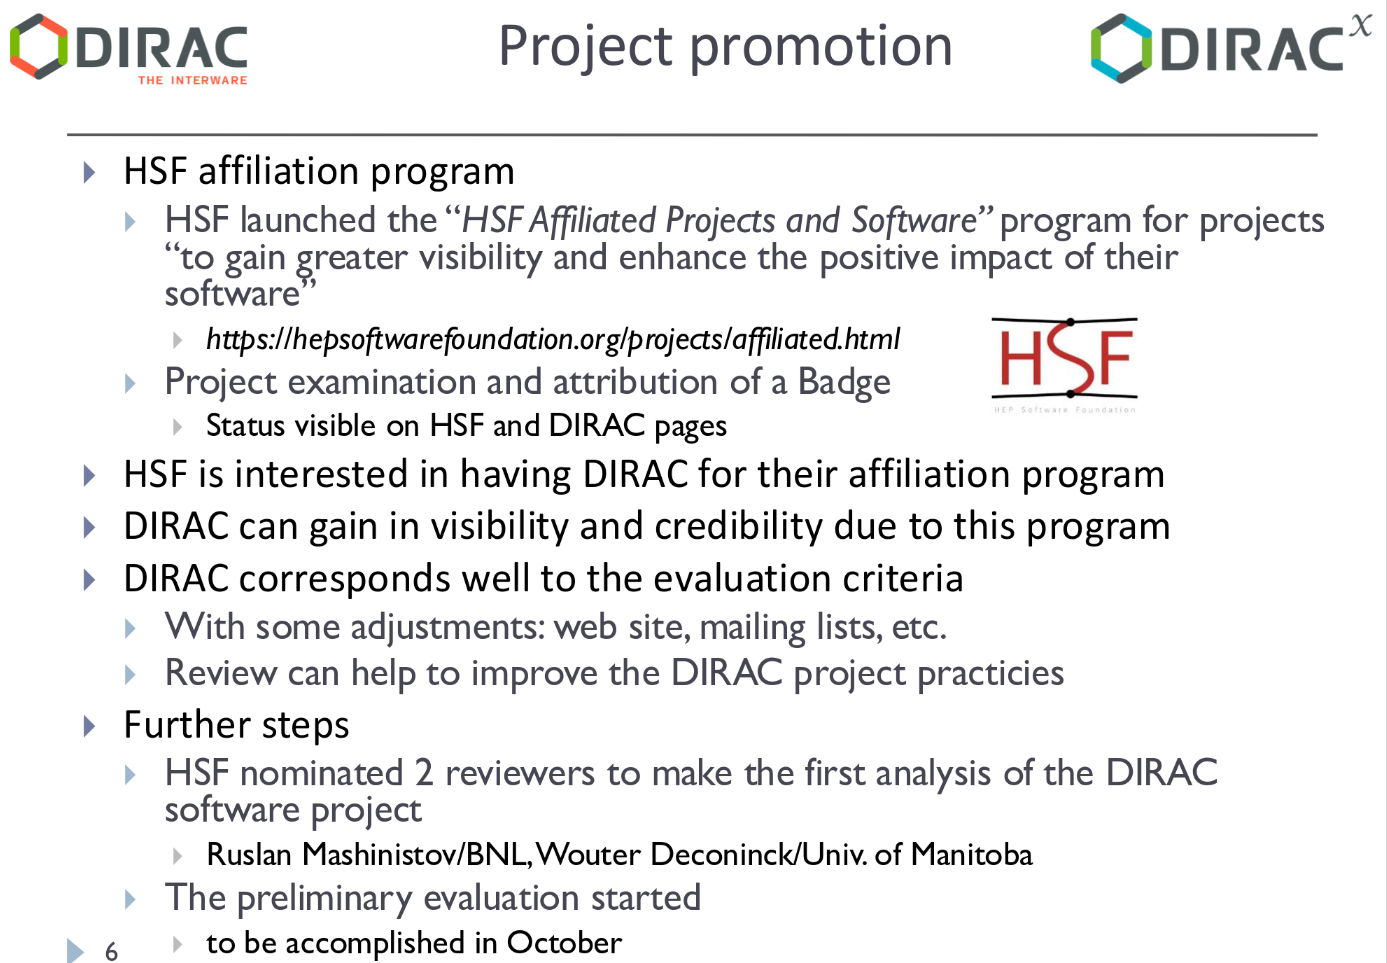 DIRAC
THE INTERWARE
Project promotion
DIRAC X
HSF affiliation program
HSF launched the “HSF Affiliated Projects and Software” program for projects
“to gain greater visibility and enhance the positive impact of their
software”
https://hepsoftwarefoundation.org/projects/affiliated.html
HSF
HEP Software Foundation
Project examination and attribution of a Badge
Status visible on HSF and DIRAC pages
HSF is interested in having DIRAC for their affiliation program
DIRAC can gain in visibility and credibility due to this program
DIRAC corresponds well to the evaluation criteria
With some adjustments: web site, mailing lists, etc.
Review can help to improve the DIRAC project practicies
Further steps
HSF nominated 2 reviewers to make the first analysis of the DIRAC
software project
Ruslan Mashinistov/BNL, Wouter Deconinck/Univ. of Manitoba
The preliminary evaluation started
to be accomplished in October
6